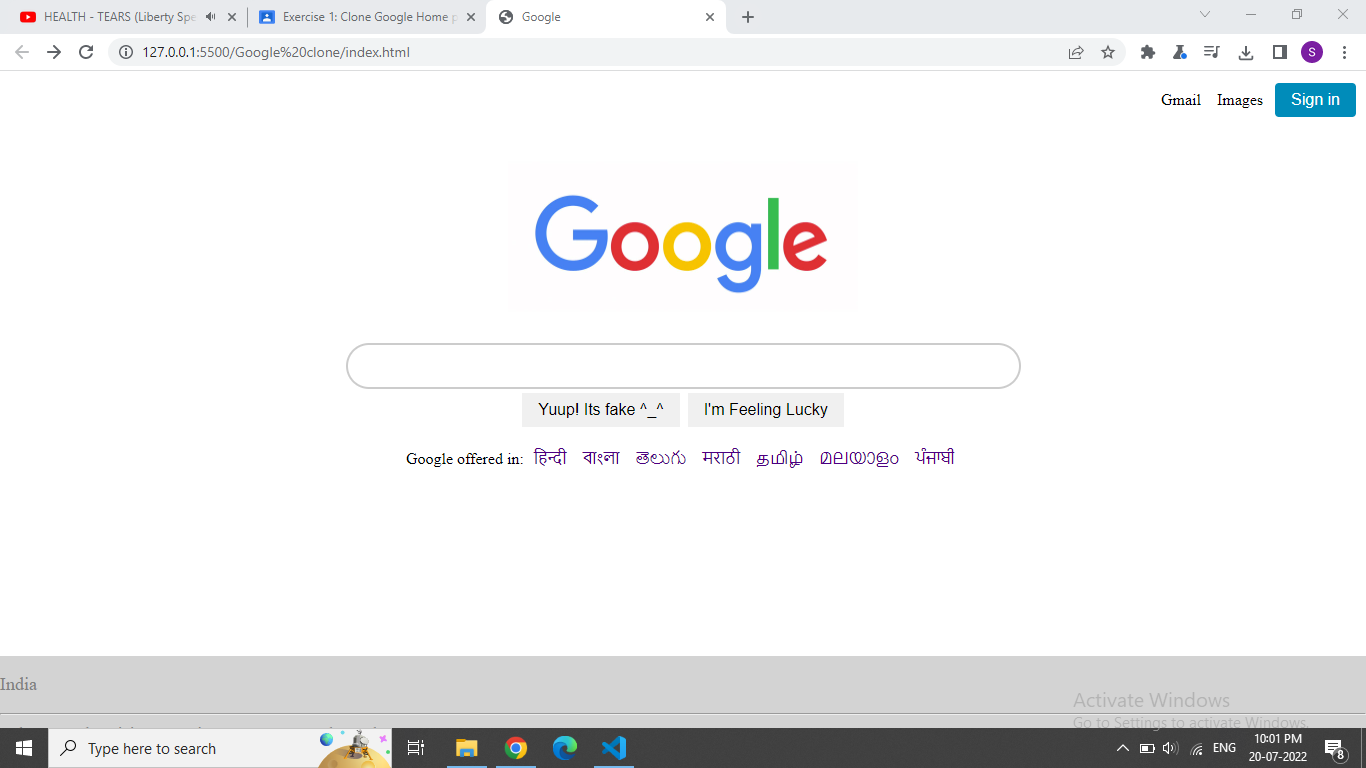 HEALTH - TEARS (Liberty Spe
Exercise 1: Clone Google Home p
Google
127.0.0.1:5500/Google%20clone/index.html
S
Gmail Images Sign in
Google
Yuup! Its fake ^_^ I'm Feeling Lucky
Google offered in: हिन्दी বাংলা తెలుగు मराठी தமிழ் മലയാളം ਪੰਜਾਬੀ
India
Activate Windows
Go to Settings to activate Windows.
Type here to search
ENG
10:01 PM
20-07-2022
8